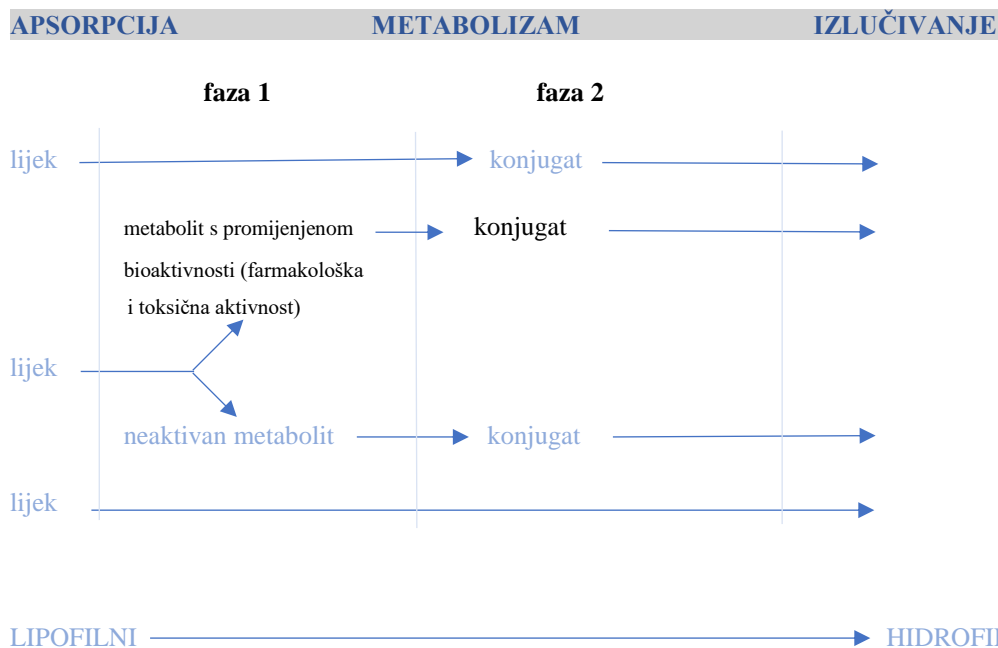 APSORPCIJA METABOLIZAM IZLUČIVANJE
faza 1 faza 2
lijek konjugat
metabolit s promijenjenom konjugat
bioaktivnosti (farmakološka
i toksična aktivnost)
lijek
neaktivan metabolit konjugat
lijek
LIPOFILNI